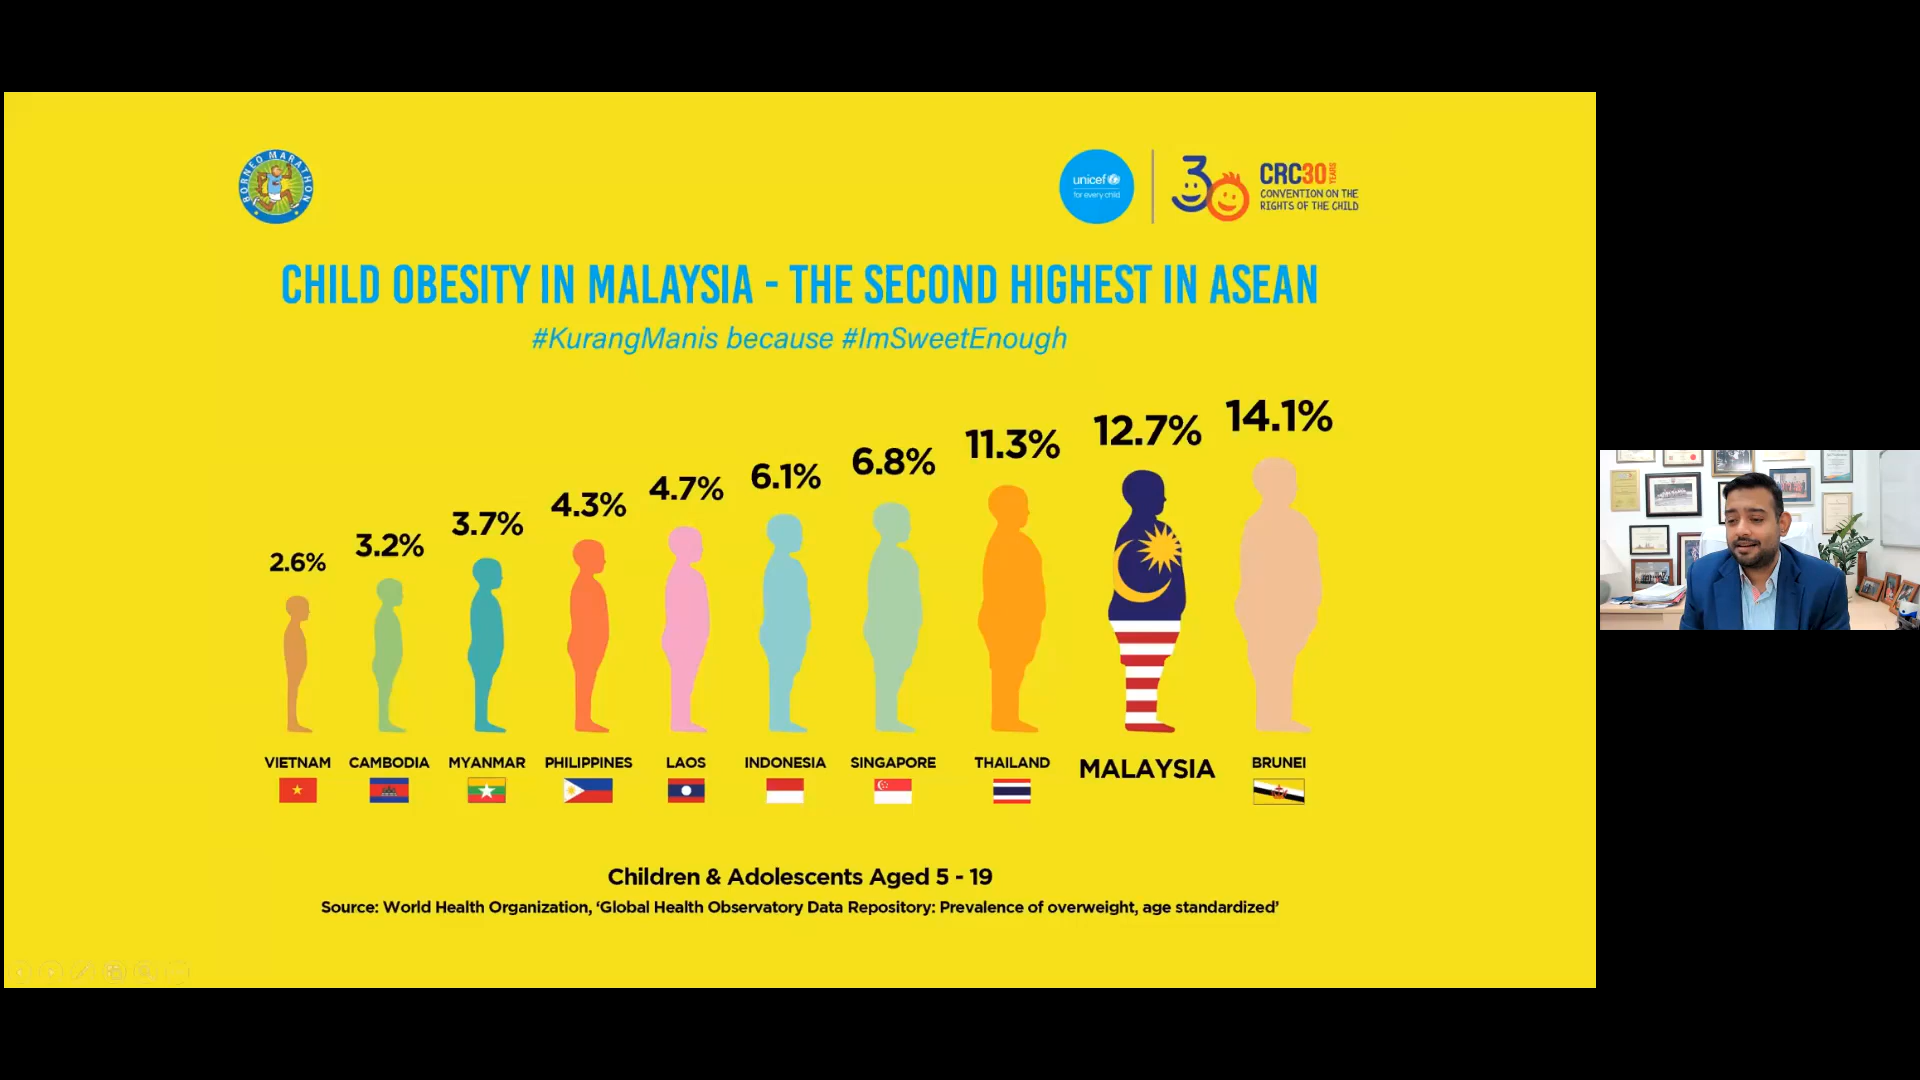 BORNEO MARATHON
unicef
for every child
30
CRC30 YEARS
CONVENTION ON THE
RIGHTS OF THE CHILD
CHILD OBESITY IN MALAYSIA - THE SECOND HIGHEST IN ASEAN
#KurangManis because #ImSweetEnough
2.6% 3.2% 3.7% 4.3% 4.7% 6.1% 6.8% 11.3% 12.7% 14.1%
VIETNAM CAMBODIA MYANMAR PHILIPPINES LAOS INDONESIA SINGAPORE THAILAND MALAYSIA BRUNEI
Children & Adolescents Aged 5 - 19
Source: World Health Organization, ‘Global Health Observatory Data Repository: Prevalence of overweight, age standardized’